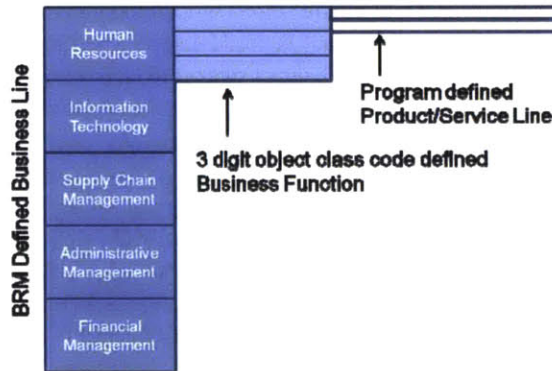 BRM Defined Business Line
Human
Resources
Information
Technology
Supply Chain
Management
Administrative
Management
Financial
Management
3 digit object class code defined
Business Function
Program defined
Product/Service Line